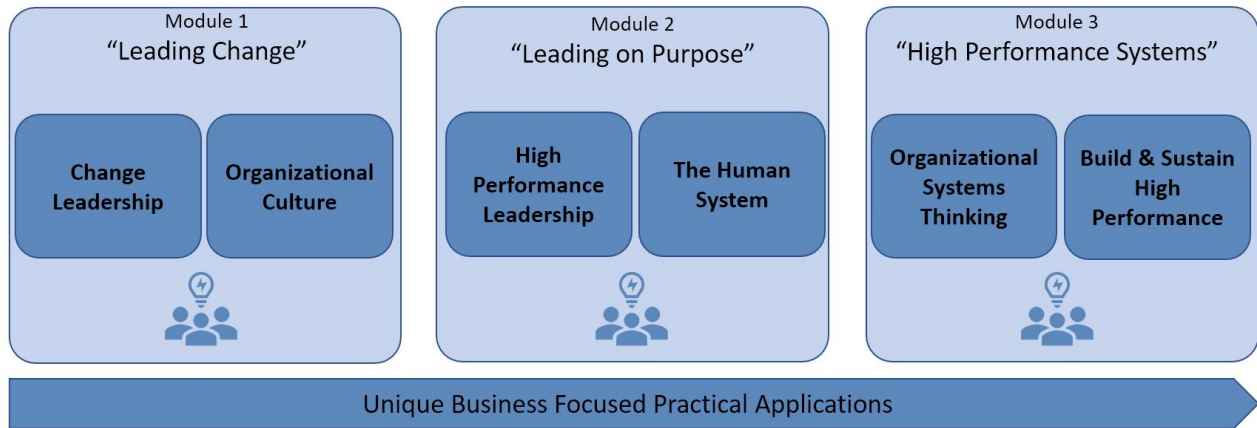 Module 1
“Leading Change”
Change
Leadership
Organizational
Culture
Module 2
“Leading on Purpose”
High
Performance
Leadership
The Human
System
Module 3
“High Performance Systems”
Organizational
Systems
Thinking
Build & Sustain
High
Performance
Unique Business Focused Practical Applications